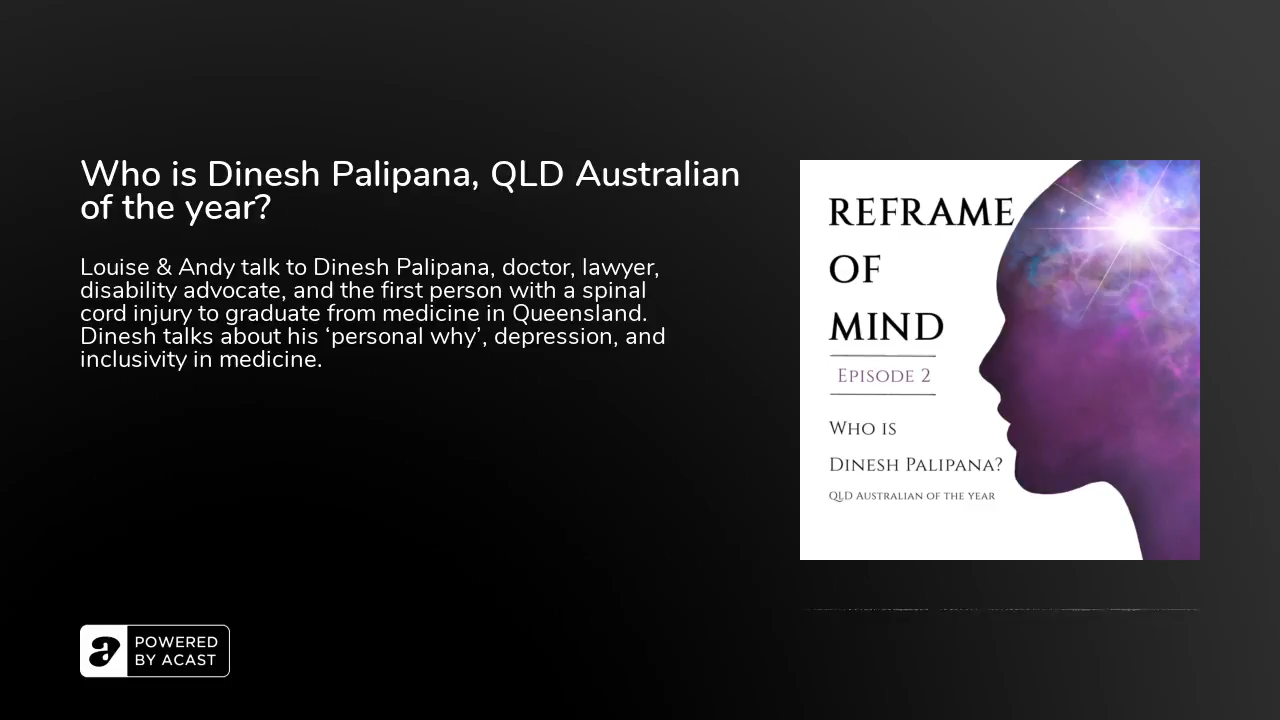 Who is Dinesh Palipana, QLD Australian
of the year?
Louise & Andy talk to Dinesh Palipana, doctor, lawyer,
disability advocate, and the first person with a spinal
cord injury to graduate from medicine in Queensland.
Dinesh talks about his ‘personal why’, depression, and
inclusivity in medicine.
REFRAME
OF
MIND
Episode 2
Who is
Dinesh Palipana?
QLD Australian of the year
a
POWERED
BY ACAST